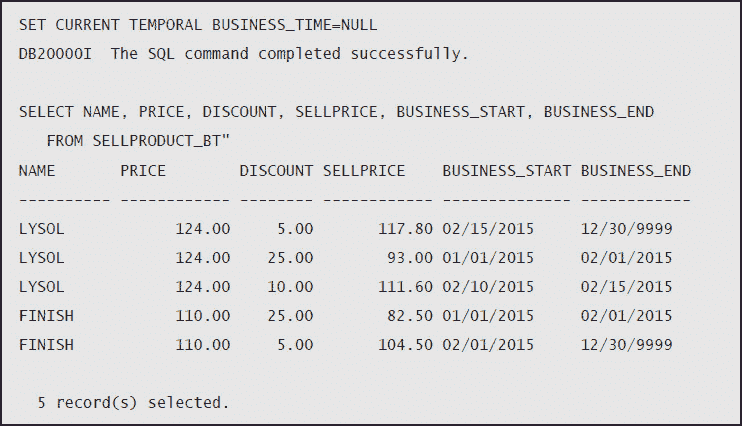 SET CURRENT TEMPORAL BUSINESS_TIME=NULL
DB20000I  The SQL command completed successfully.
SELECT NAME, PRICE, DISCOUNT, SELLPRICE, BUSINESS_START, BUSINESS_END
   FROM SELLPRODUCT_BT"
NAME       PRICE        DISCOUNT SELLPRICE    BUSINESS_START BUSINESS_END
---------- ------------ -------- ------------ -------------- ------------
LYSOL            124.00     5.00       117.80 02/15/2015     12/30/9999
LYSOL            124.00    25.00        93.00 01/01/2015     02/01/2015
LYSOL            124.00    10.00       111.60 02/10/2015     02/15/2015
FINISH           110.00    25.00        82.50 01/01/2015     02/01/2015
FINISH           110.00     5.00       104.50 02/01/2015     12/30/9999
  5 record(s) selected.